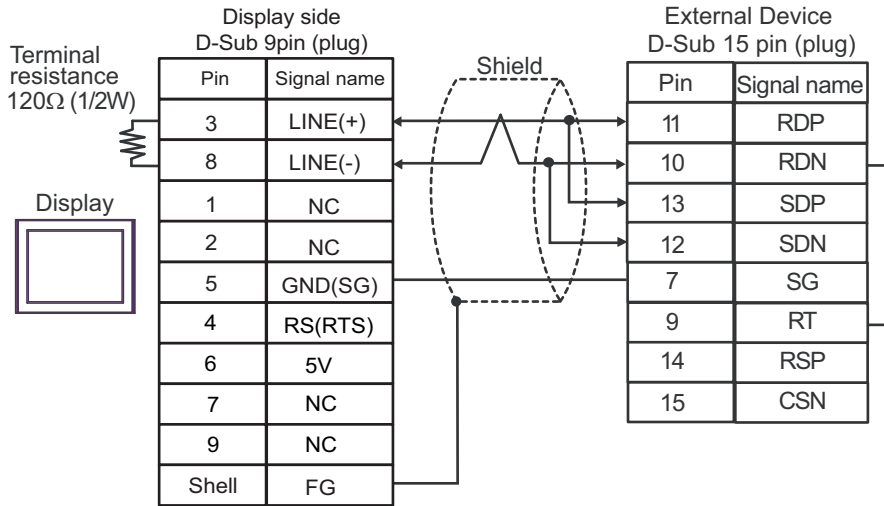 Display side
D-Sub 9pin (plug)
External Device
D-Sub 15 pin (plug)
Terminal
resistance
120Ω (1/2W)
Shield
Display
Pin Signal name
3 LINE(+)
8 LINE(-)
1 NC
2 NC
5 GND(SG)
4 RS(RTS)
6 5V
7 NC
9 NC
Shell FG
Pin Signal name
11 RDP
10 RDN
13 SDP
12 SDN
7 SG
9 RT
14 RSP
15 CSN